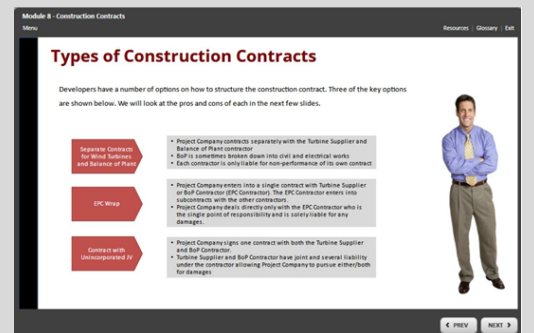 Module 8 - Construction Contracts
Menu
Resources | Glossary | Exit
Types of Construction Contracts
Developers have a number of options on how to structure the construction contract. Three of the key options
are shown below. We will look at the pros and cons of each in the next few slides.
Separate Contracts
for Wind Turbines
and Balance of Plant
• Project Company contracts separately with the Turbine Supplier and
Balance of Plant contractor
• BoP is sometimes broken down into civil and electrical works
• Each contractor is only liable for non-performance of its own contract
EPC Wrap
• Project Company enters into a single contract with Turbine Supplier
or BoP Contractor (EPC Contractor). The EPC Contractor enters into
subcontracts with the other contractors.
• Project Company deals directly only with the EPC Contractor who is
the single point of responsibility and is solely liable for any
damages.
Contract with
Unincorporated JV
• Project Company signs one contract with both the Turbine Supplier
and BoP Contractor.
• Turbine Supplier and BoP Contractor have joint and several liability
under the contractor allowing Project Company to pursue either/both
for damages
PREV
NEXT